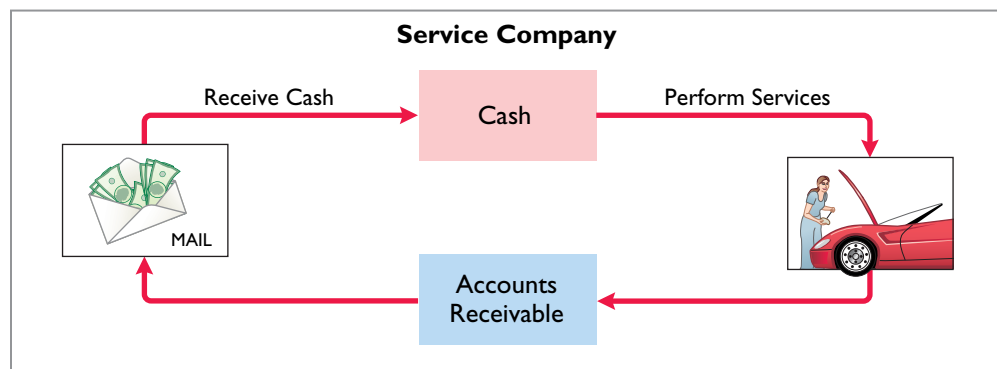 Service Company
Receive Cash
Cash
Perform Services
MAIL
Accounts
Receivable